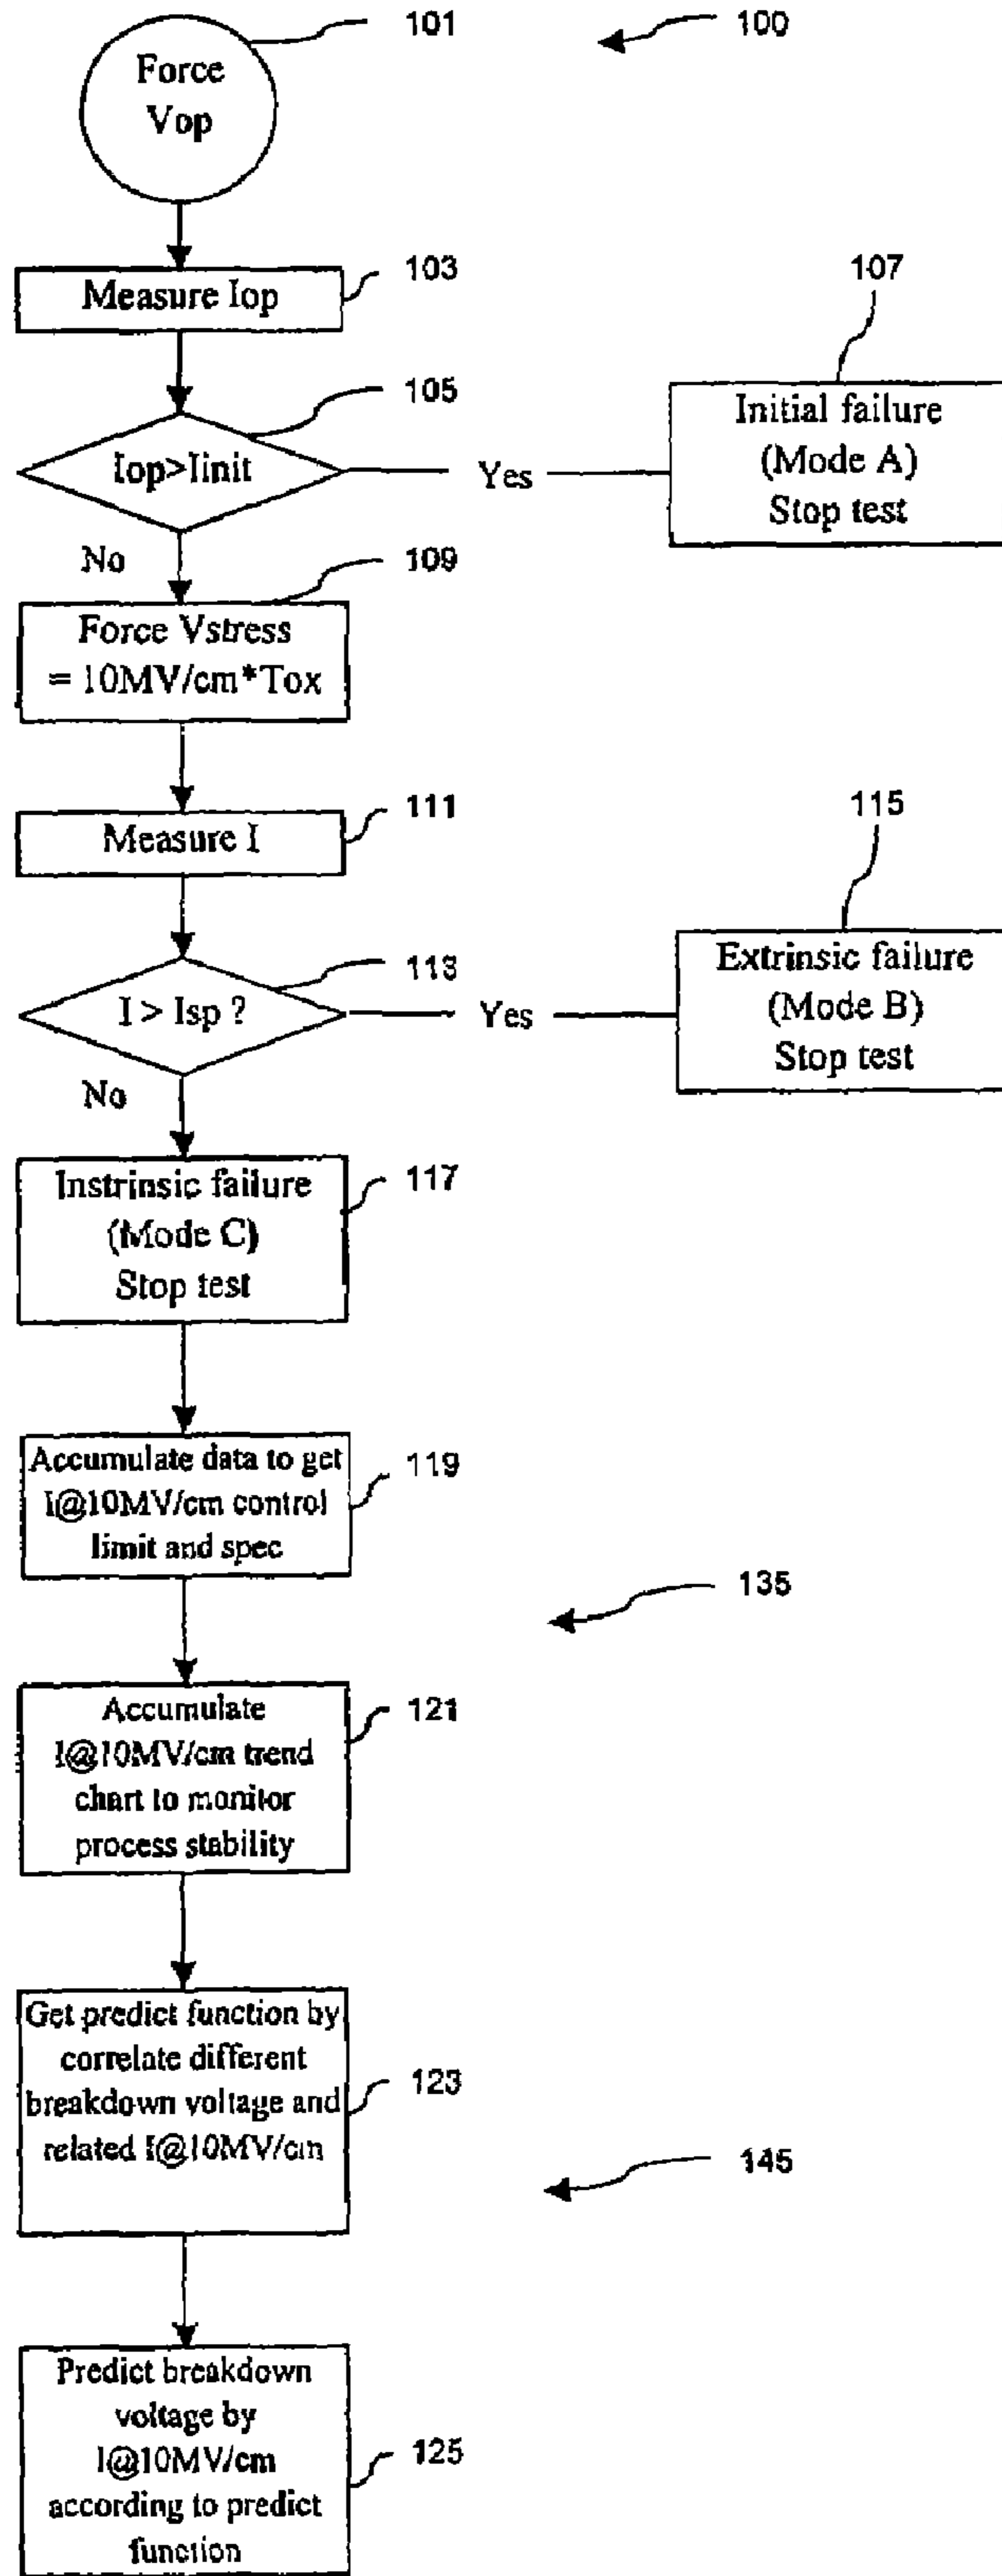 101
100
Force
Vop
103
Measure Iop
107
105
Initial failure
(Mode A)
Stop test
Iop>Iinit
Yes
No
109
Force Vstress
= 10MV/cm*Tox
111
Measure I
115
113
Extrinsic failure
(Mode B)
Stop test
I > Isp ?
Yes
No
117
Instrinsic failure
(Mode C)
Stop test
119
Accumulate data to get
I@10MV/cm control
limit and spec
135
121
Accumulate
I@10MV/cm trend
chart to monitor
process stability
Get predict function by
correlate different
breakdown voltage and
related I@10MV/cm
123
145
Predict breakdown
voltage by
I@10MV/cm
according to predict
function
125